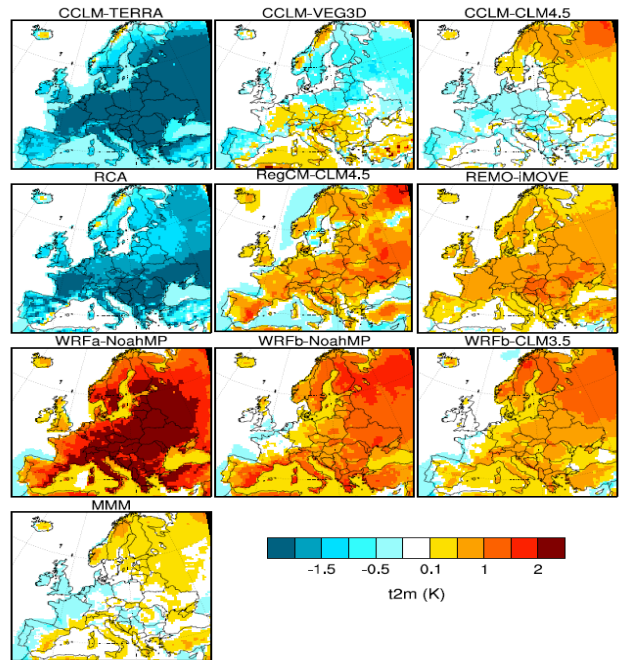 CCLM-TERRA CCLM-VEG3D CCLM-CLM4.5
RCA RegCM-CLM4.5 REMO-iMOVE
WRFa-NoahMP WRFb-NoahMP WRFb-CLM3.5
MMM
-1.5 -0.5 0.1 1 2
t2m (K)